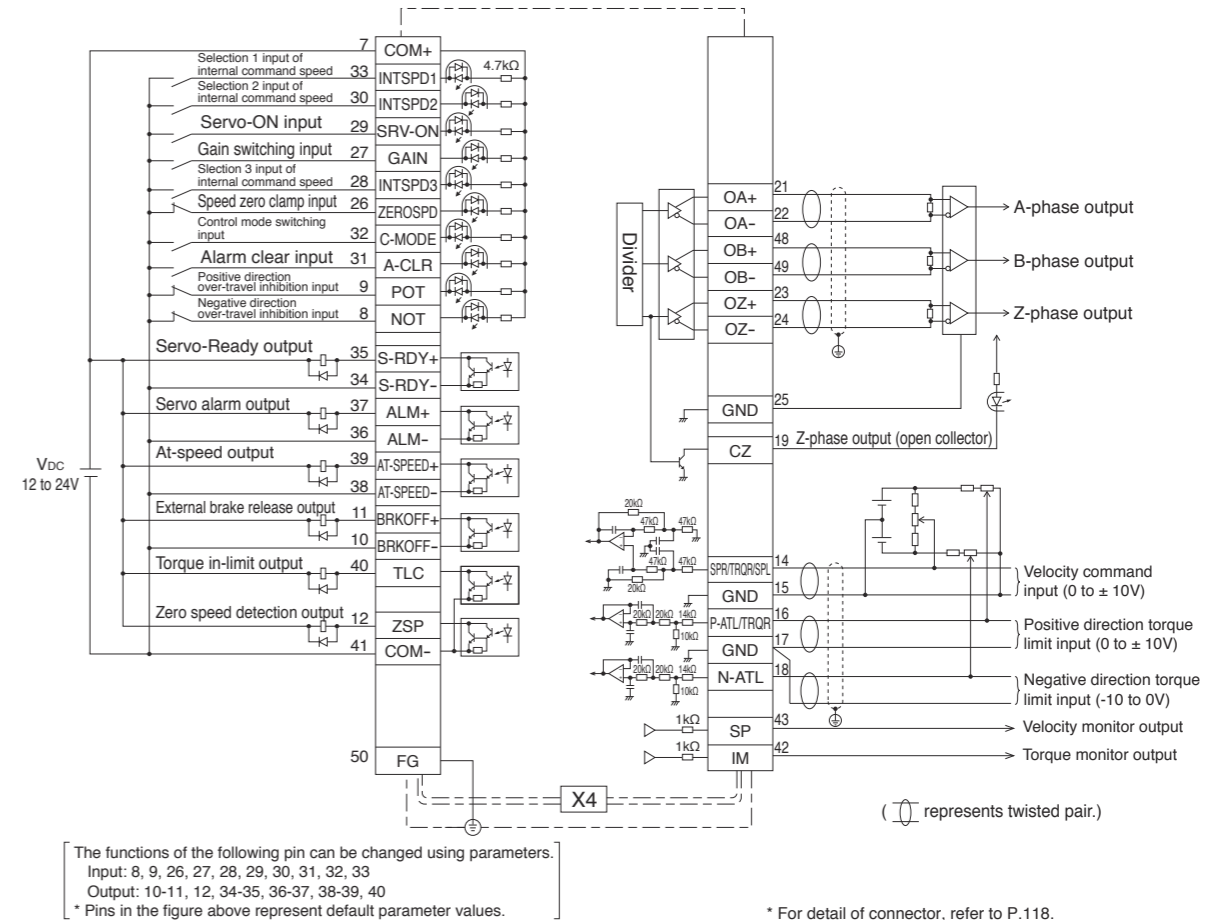 7 COM+
Selection 1 input of
internal command speed 33 INTSPD1 4.7kΩ
Selection 2 input of
internal command speed 30 INTSPD2
Servo-ON input 29 SRV-ON
Gain switching input 27 GAIN
Slection 3 input of
internal command speed 28 INTSPD3
Speed zero clamp input 26 ZEROSPD
Control mode switching
input 32 C-MODE
Alarm clear input 31 A-CLR
Positive direction
over-travel inhibition input 9 POT
Negative direction
over-travel inhibition input 8 NOT
Servo-Ready output 35 S-RDY+
34 S-RDY-
Servo alarm output 37 ALM+
36 ALM-
At-speed output 39 AT-SPEED+
38 AT-SPEED-
VDC
12 to 24V
External brake release output 11 BRKOFF+
10 BRKOFF-
Torque in-limit output 40 TLC
Zero speed detection output 12 ZSP
41 COM-
50 FG
X4
Divider
OA+ 21
OA- 22
A-phase output
OB+ 48
OB- 49
B-phase output
OZ+ 23
OZ- 24
Z-phase output
GND 25
CZ 19 Z-phase output (open collector)
20kΩ
47kΩ 47kΩ
47kΩ 47kΩ
20kΩ
SPR/TRQR/SPL 14
GND 15
Velocity command
input (0 to ± 10V)
20kΩ 20kΩ 14kΩ
10kΩ
P-ATL/TRQR 16
GND 17
Positive direction torque
limit input (0 to ± 10V)
20kΩ 20kΩ 14kΩ
10kΩ
N-ATL 18
Negative direction torque
limit input (-10 to 0V)
1kΩ SP 43 Velocity monitor output
1kΩ IM 42 Torque monitor output
( represents twisted pair.)
The functions of the following pin can be changed using parameters.
Input: 8, 9, 26, 27, 28, 29, 30, 31, 32, 33
Output: 10-11, 12, 34-35, 36-37, 38-39, 40
* Pins in the figure above represent default parameter values.
* For detail of connector, refer to P.118.